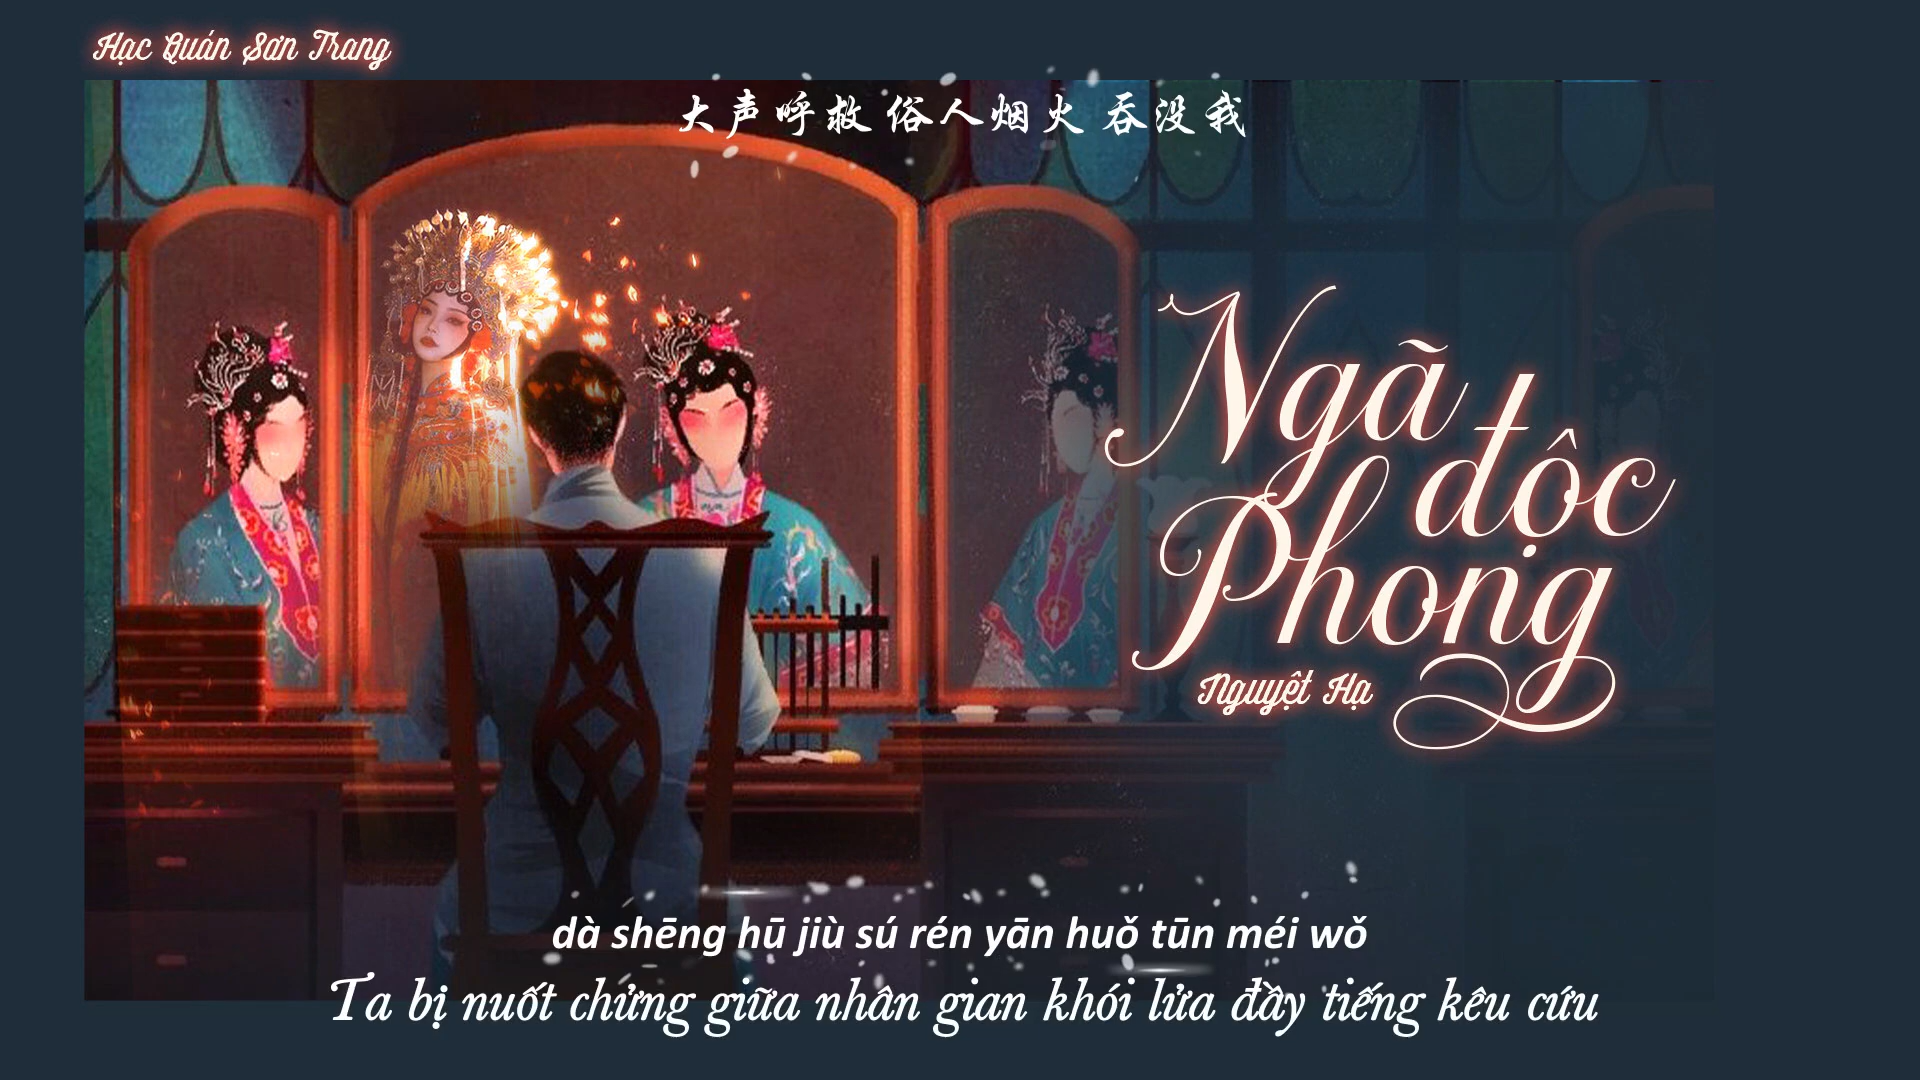 Hạc Quán Sơn Trang
大声呼救 俗人烟火 吞没我
Ngã
độc
Phong
Nguyệt Hạ
dà shēng hū jiù sú rén yān huǒ tūn méi wǒ
Ta bị nuốt chửng giữa nhân gian khói lửa đầy tiếng kêu cứu